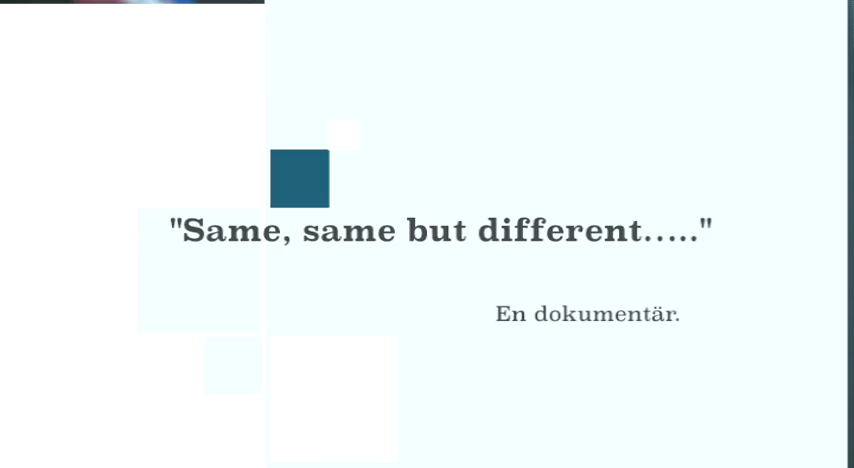 "Same, same but different....."
En dokumentär.